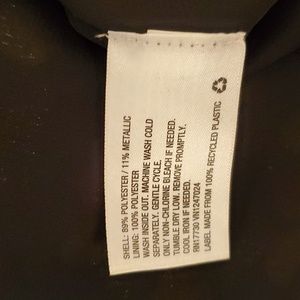 SHELL: 89% POLYESTER / 11% METALLIC
LINING: 100% POLYESTER
WASH INSIDE OUT. MACHINE WASH COLD
SEPARATELY. GENTLE CYCLE.
ONLY NON-CHLORINE BLEACH IF NEEDED.
TUMBLE DRY LOW. REMOVE PROMPTLY.
COOL IRON IF NEEDED.
RN17730 VN1247024
LABEL MADE FROM 100% RECYCLED PLASTIC